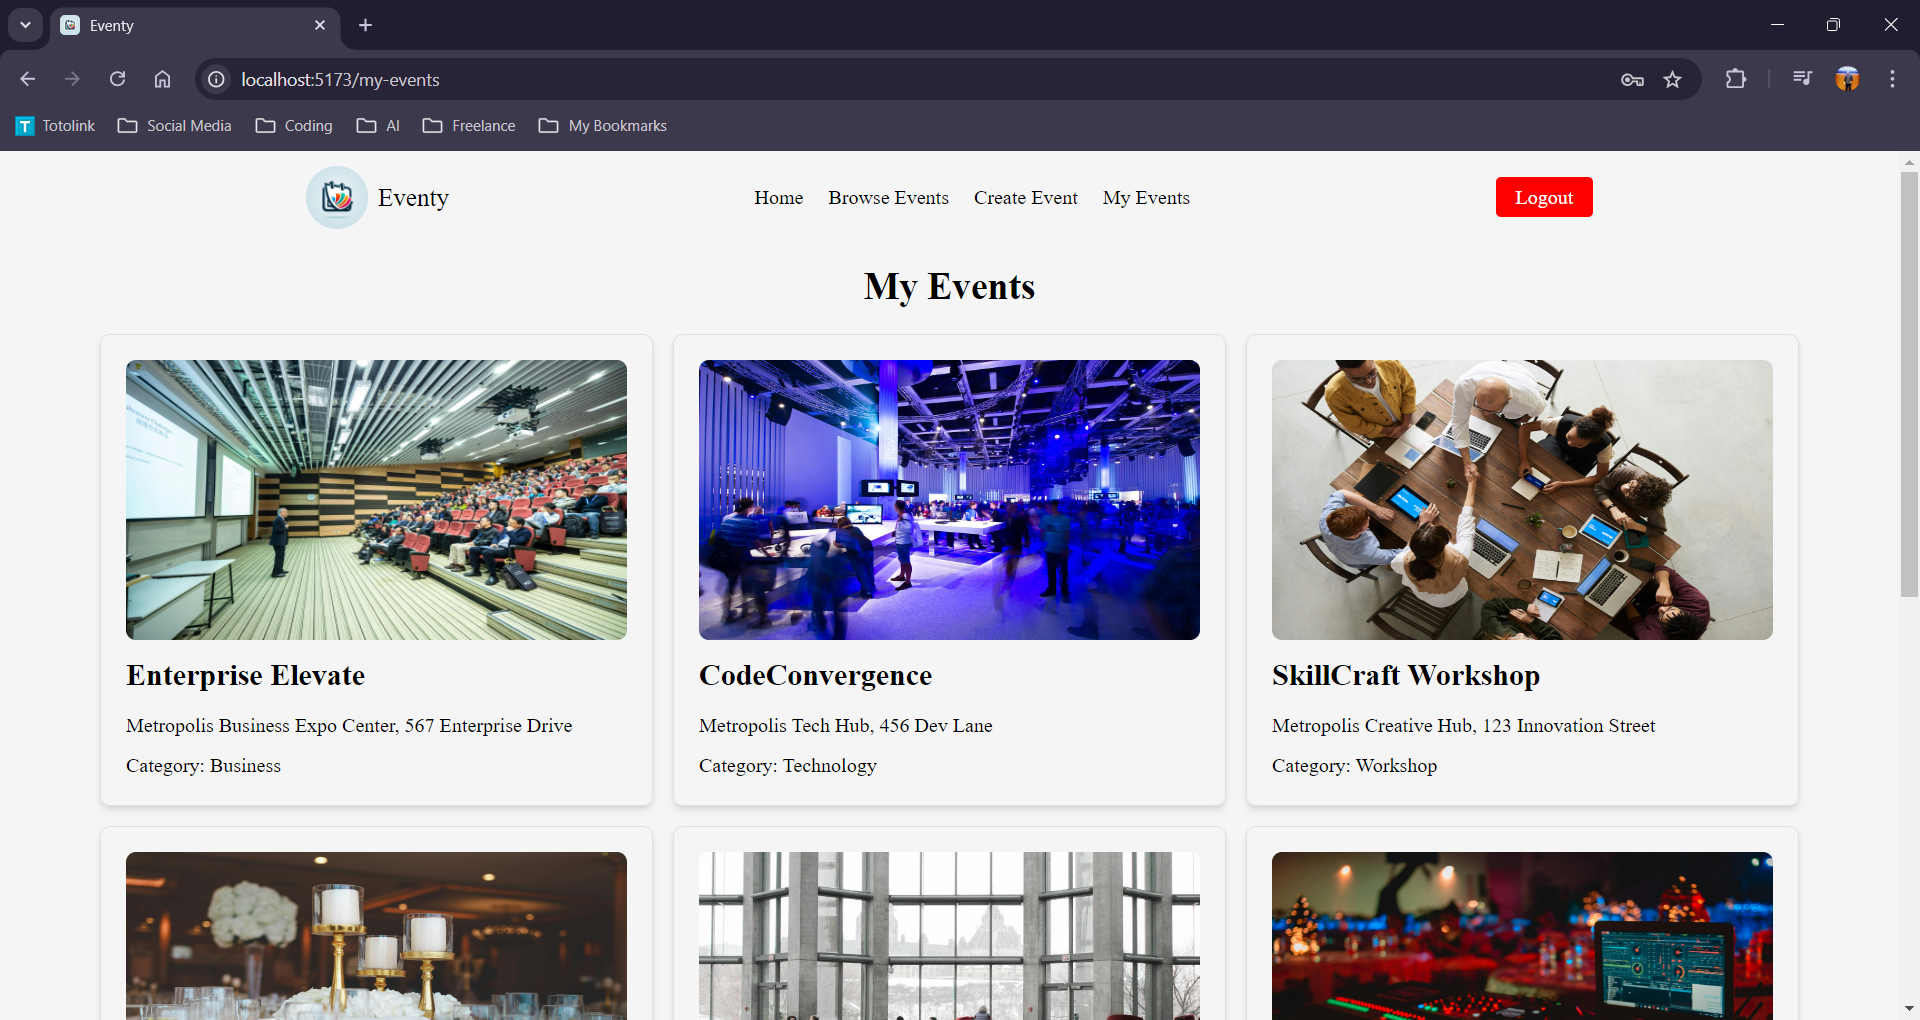 Eventy
localhost:5173/my-events
Totolink Social Media Coding AI Freelance My Bookmarks
Eventy
Home Browse Events Create Event My Events
Logout
My Events
Enterprise Elevate
Metropolis Business Expo Center, 567 Enterprise Drive
Category: Business
CodeConvergence
Metropolis Tech Hub, 456 Dev Lane
Category: Technology
SkillCraft Workshop
Metropolis Creative Hub, 123 Innovation Street
Category: Workshop